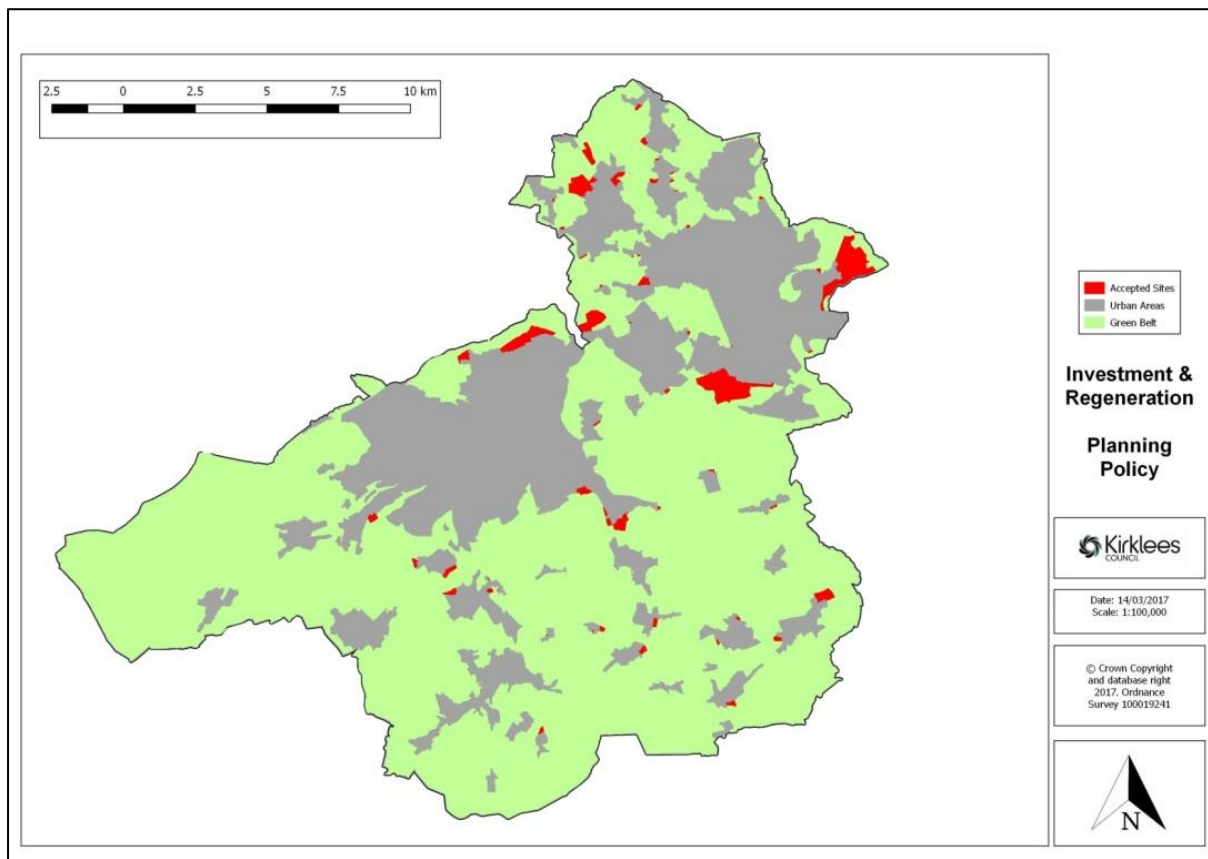 2.5 0 2.5 5 7.5 10 km
Accepted Sites
Urban Areas
Green Belt
Investment &
Regeneration
Planning
Policy
Kirklees
COUNCIL
Date: 14/03/2017
Scale: 1:100,000
© Crown Copyright
and database right
2017. Ordnance
Survey 100019241
N